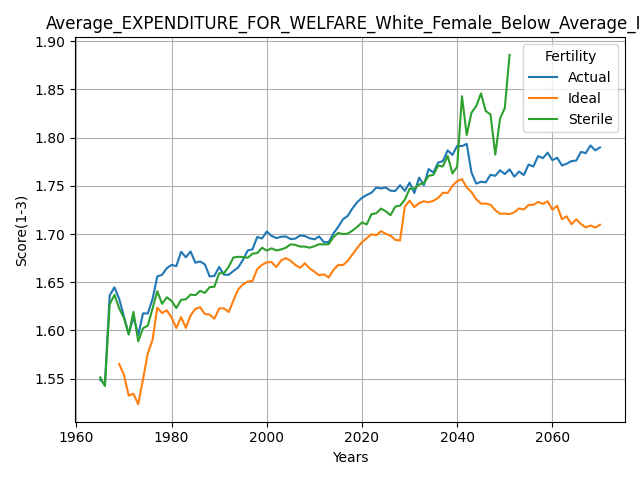 Average_EXPENDITURE_FOR_WELFARE_White_Female_Below_Average_
1.90
1.85
1.80
1.75
1.70
1.65
1.60
1.55
Score(1-3)
Fertility
Actual
Ideal
Sterile
1960 1980 2000 2020 2040 2060
Years